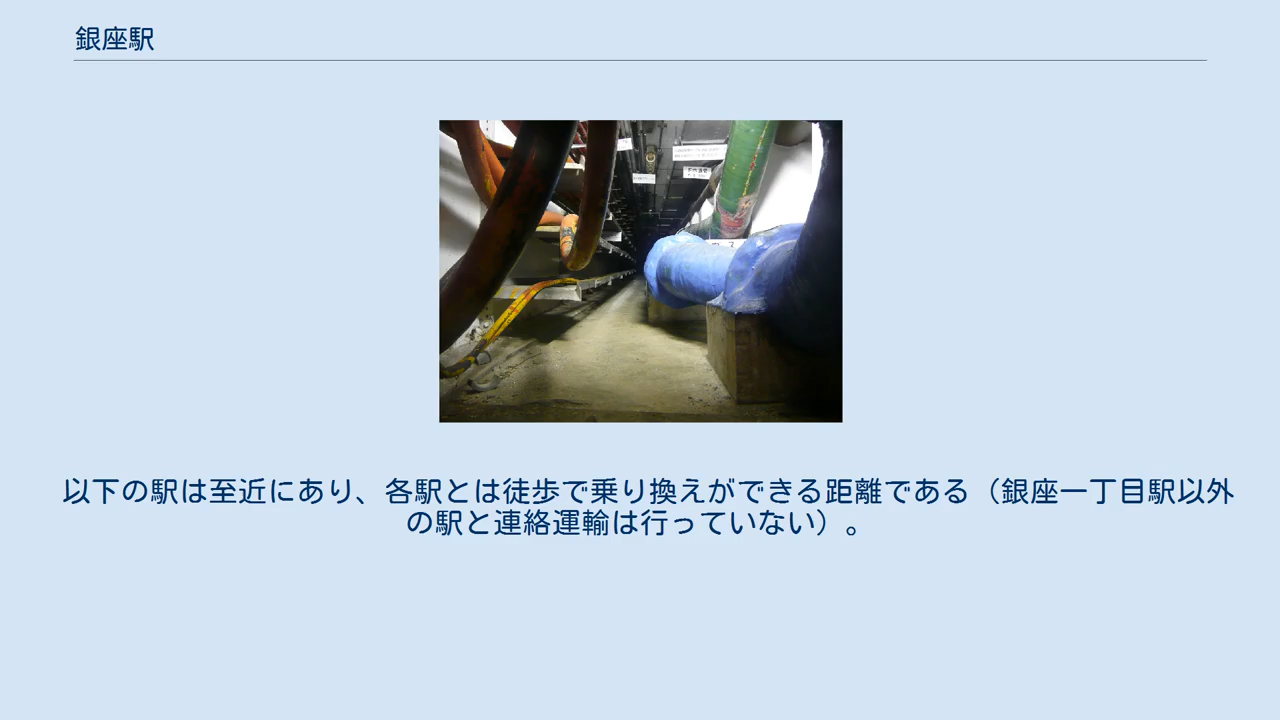 銀座駅
以下の駅は至近にあり、各駅とは徒歩で乗り換えができる距離である（銀座一丁目駅以外
の駅と連絡運輸は行っていない）。